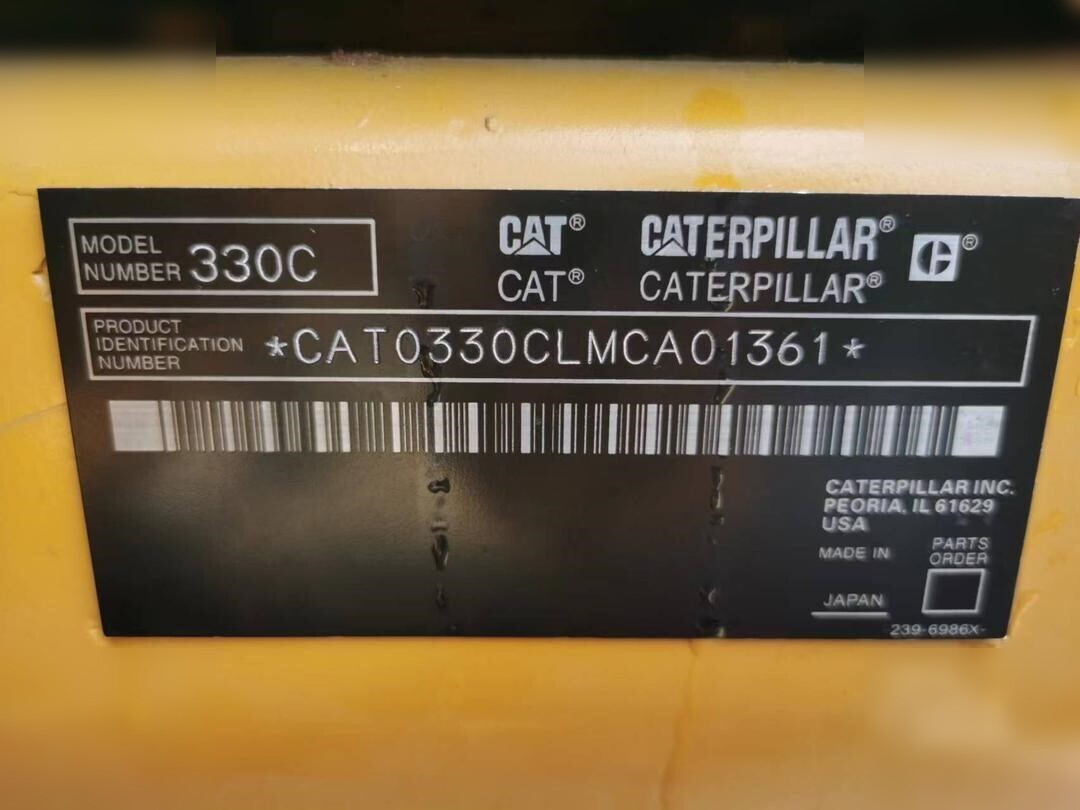 MODEL NUMBER 330C
CAT® CATERPILLAR® C®
CAT® CATERPILLAR®
PRODUCT IDENTIFICATION NUMBER *CAT0330CLMCA01361*
CATERPILLAR INC.
PEORIA, IL 61629
USA
MADE IN
JAPAN
PARTS
ORDER
239-6986X